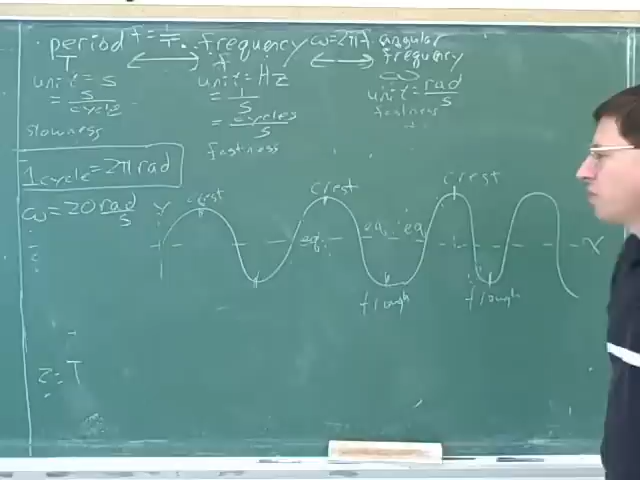 period f = 1/T frequency ω=2πf angular frequency
T f ω
unit = s unit = Hz unit = rad/s
= s/cycle = 1/s fastness
= cycles/s
slowness fastness
1 cycle = 2π rad
ω = 20 rad/s
y crest crest crest
eq. eq. eq. x
trough trough
T